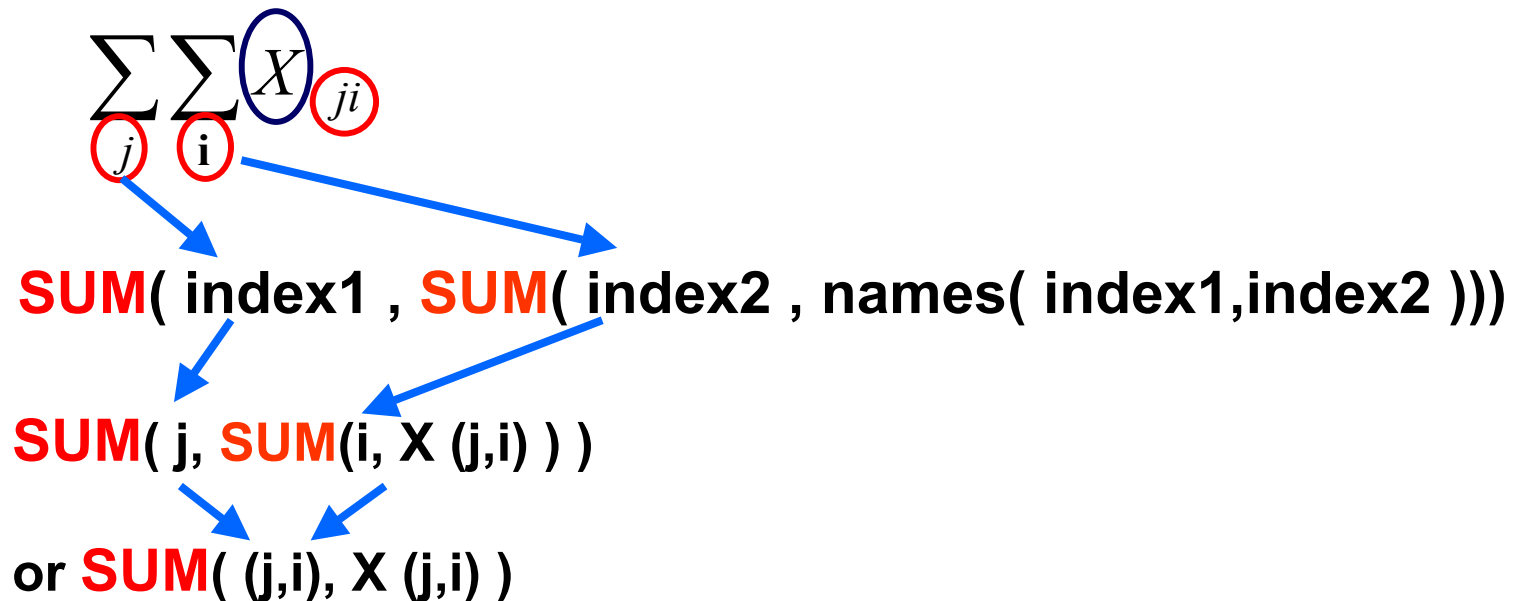 ∑ ∑ X ji
j i
SUM( index1 , SUM( index2 , names( index1,index2 )))
SUM( j, SUM(i, X (j,i) ) )
or SUM( (j,i), X (j,i) )